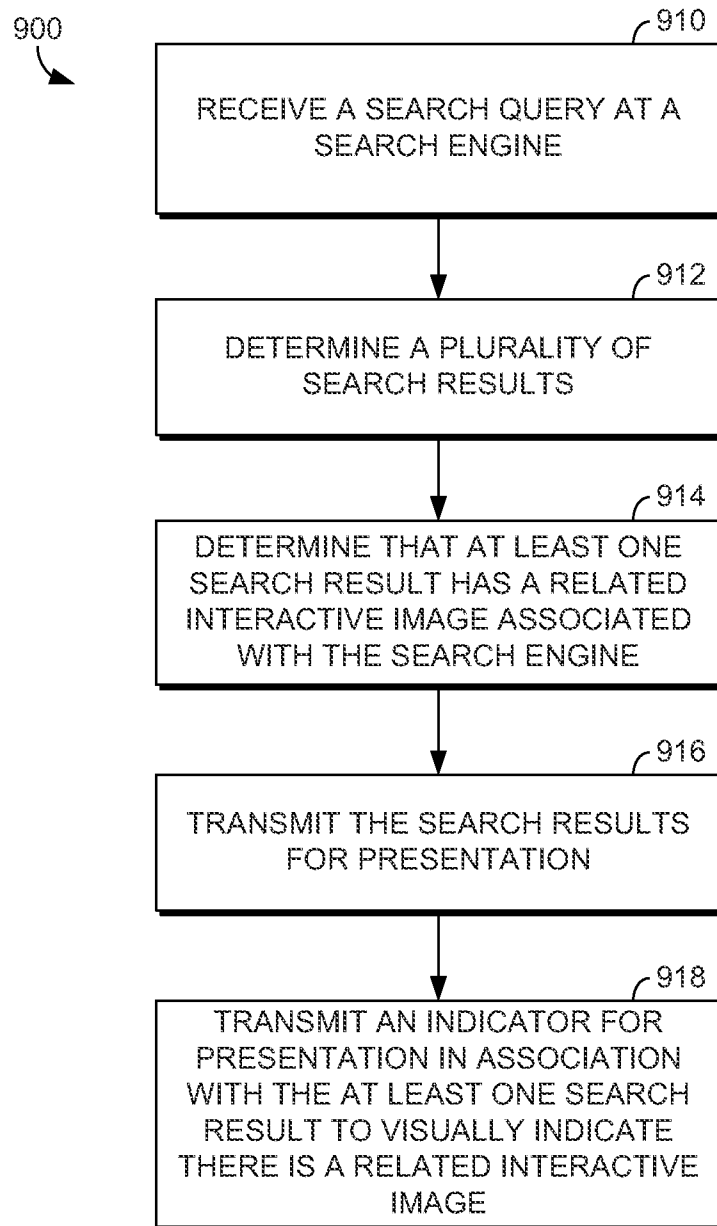 900
910
RECEIVE A SEARCH QUERY AT A
SEARCH ENGINE
912
DETERMINE A PLURALITY OF
SEARCH RESULTS
914
DETERMINE THAT AT LEAST ONE
SEARCH RESULT HAS A RELATED
INTERACTIVE IMAGE ASSOCIATED
WITH THE SEARCH ENGINE
916
TRANSMIT THE SEARCH RESULTS
FOR PRESENTATION
918
TRANSMIT AN INDICATOR FOR
PRESENTATION IN ASSOCIATION
WITH THE AT LEAST ONE SEARCH
RESULT TO VISUALLY INDICATE
THERE IS A RELATED INTERACTIVE
IMAGE